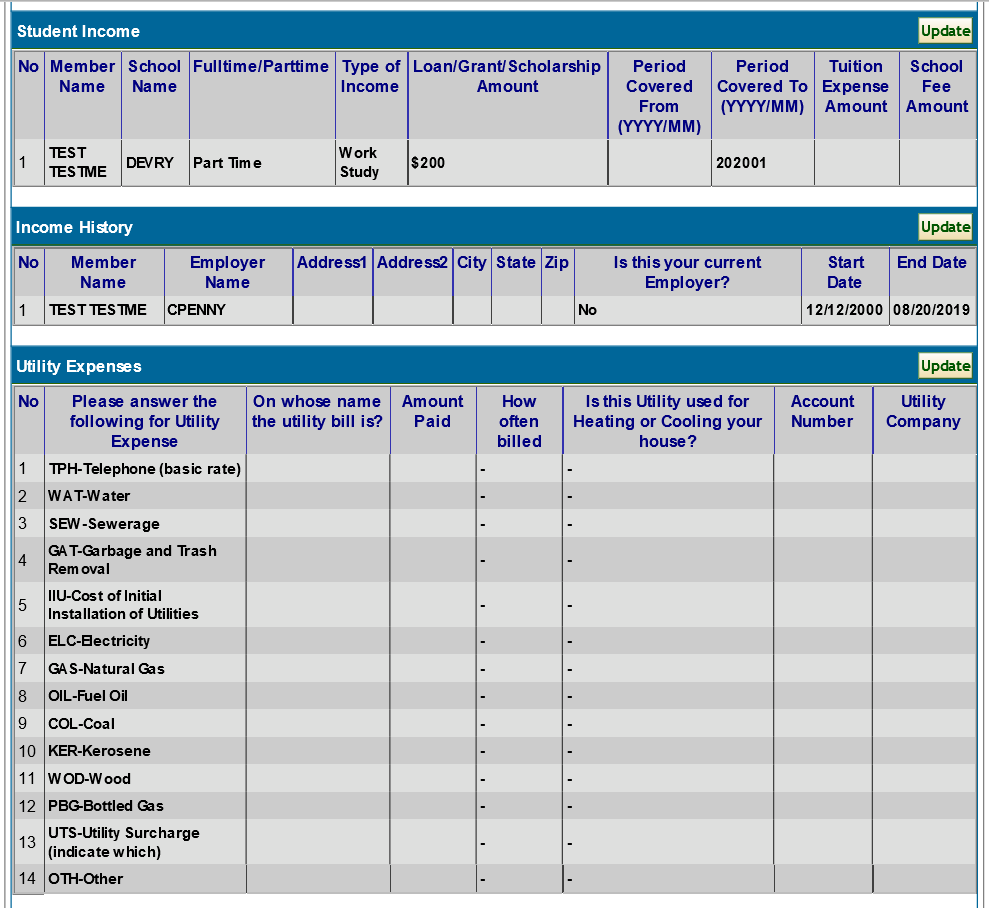 Student Income Update
No Member Name School Name Fulltime/Parttime Type of Income Loan/Grant/Scholarship Amount Period Covered From (YYYY/MM) Period Covered To (YYYY/MM) Tuition Expense Amount School Fee Amount
1 TEST TESTME DEVRY Part Time Work Study $200 202001
Income History Update
No Member Name Employer Name Address1 Address2 City State Zip Is this your current Employer? Start Date End Date
1 TEST TESTME CPENNY No 12/12/2000 08/20/2019
Utility Expenses Update
No Please answer the following for Utility Expense On whose name the utility bill is? Amount Paid How often billed Is this Utility used for Heating or Cooling your house? Account Number Utility Company
1 TPH-Telephone (basic rate) - -
2 WAT-Water - -
3 SEW-Sewerage - -
4 GAT-Garbage and Trash Removal - -
5 IIU-Cost of Initial Installation of Utilities - -
6 ELC-Electricity - -
7 GAS-Natural Gas - -
8 OIL-Fuel Oil - -
9 COL-Coal - -
10 KER-Kerosene - -
11 WOD-Wood - -
12 PBG-Bottled Gas - -
13 UTS-Utility Surcharge (indicate which) - -
14 OTH-Other - -